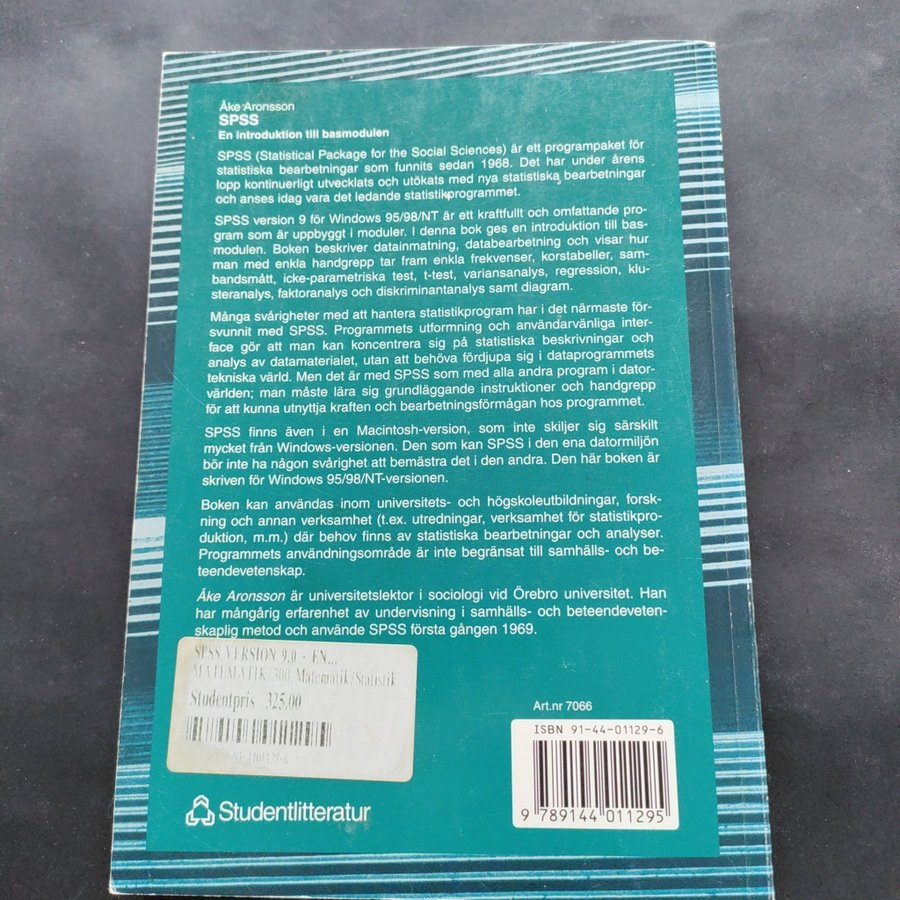 Åke Aronsson
SPSS
En introduktion till basmodulen
SPSS (Statistical Package for the Social Sciences) är ett programpaket för
statistiska bearbetningar som funnits sedan 1968. Det har under årens
lopp kontinuerligt utvecklats och utökats med nya statistiska bearbetningar
och anses idag vara det ledande statistikprogrammet.
SPSS version 9 för Windows 95/98/NT är ett kraftfullt och omfattande pro-
gram som är uppbyggt i moduler. I denna bok ges en introduktion till bas-
modulen. Boken beskriver datainmatning, databearbetning och visar hur
man med enkla handgrepp tar fram enkla frekvenser, korstabeller, sam-
bandsmått, icke-parametriska test, t-test, variansanalys, regression, klu-
steranalys, faktoranalys och diskriminantanalys samt diagram.
Många svårigheter med att hantera statistikprogram har i det närmaste för-
svunnit med SPSS. Programmets utformning och användarvänliga inter-
face gör att man kan koncentrera sig på statistiska beskrivningar och
analys av datamaterialet, utan att behöva fördjupa sig i dataprogrammets
tekniska värld. Men det är med SPSS som med alla andra program i dator-
världen; man måste lära sig grundläggande instruktioner och handgrepp
för att kunna utnyttja kraften och bearbetningsförmågan hos programmet.
SPSS finns även i en Macintosh-version, som inte skiljer sig särskilt
mycket från Windows-versionen. Den som kan SPSS i den ena datormiljön
bör inte ha någon svårighet att bemästra det i den andra. Den här boken är
skriven för Windows 95/98/NT-versionen.
Boken kan användas inom universitets- och högskoleutbildningar, forsk-
ning och annan verksamhet (t.ex. utredningar, verksamhet för statistikpro-
duktion, m.m.) där behov finns av statistiska bearbetningar och analyser.
Programmets användningsområde är inte begränsat till samhälls- och be-
teendevetenskap.
Åke Aronsson är universitetslektor i sociologi vid Örebro universitet. Han
har mångårig erfarenhet av undervisning i samhälls- och beteendeveten-
skaplig metod och använde SPSS första gången 1969.
SPSS VERSION 9.0 - EN...
MATEMATIK 300 Matematik/Statistik
Studentpris 325.00
Art.nr 7066
ISBN 91-44-01129-6
9 789144 011295
Studentlitteratur